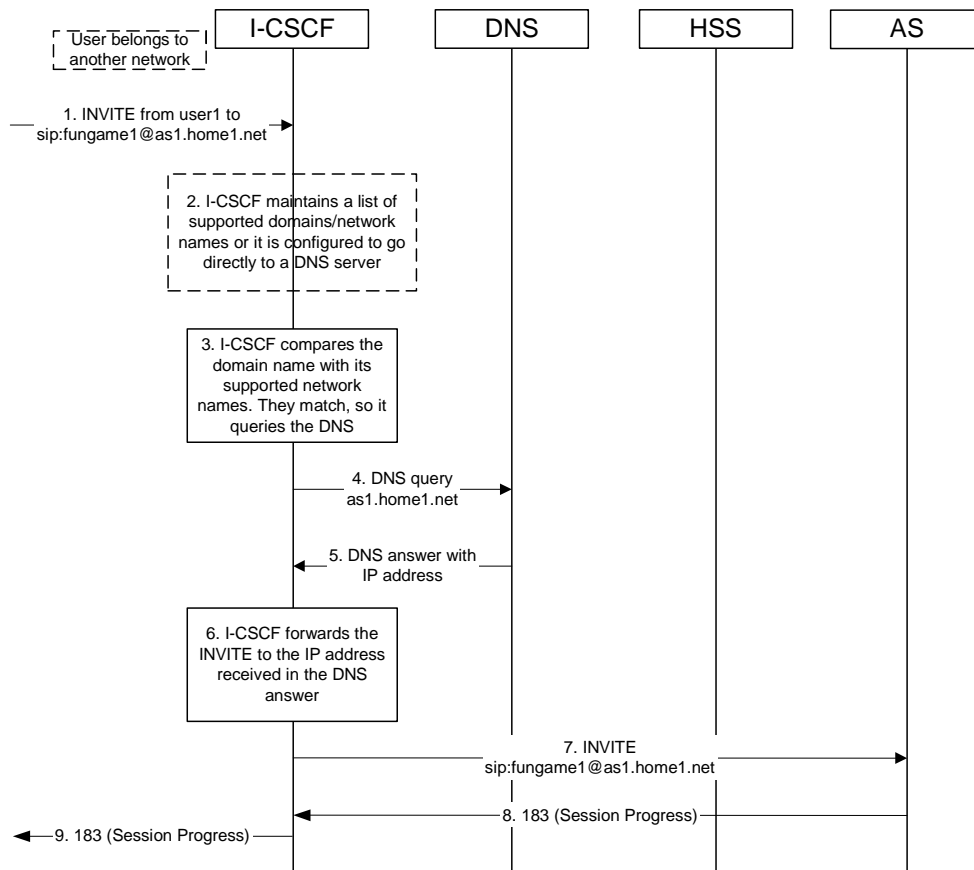 I-CSCF
DNS
HSS
AS
User belongs to
another network
1. INVITE from user1 to
sip:fungame1@as1.home1.net
2. I-CSCF maintains a list of
supported domains/network
names or it is configured to go
directly to a DNS server
3. I-CSCF compares the
domain name with its
supported network
names. They match, so it
queries the DNS
4. DNS query
as1.home1.net
5. DNS answer with
IP address
6. I-CSCF forwards the
INVITE to the IP address
received in the DNS
answer
7. INVITE
sip:fungame1@as1.home1.net
8. 183 (Session Progress)
9. 183 (Session Progress)